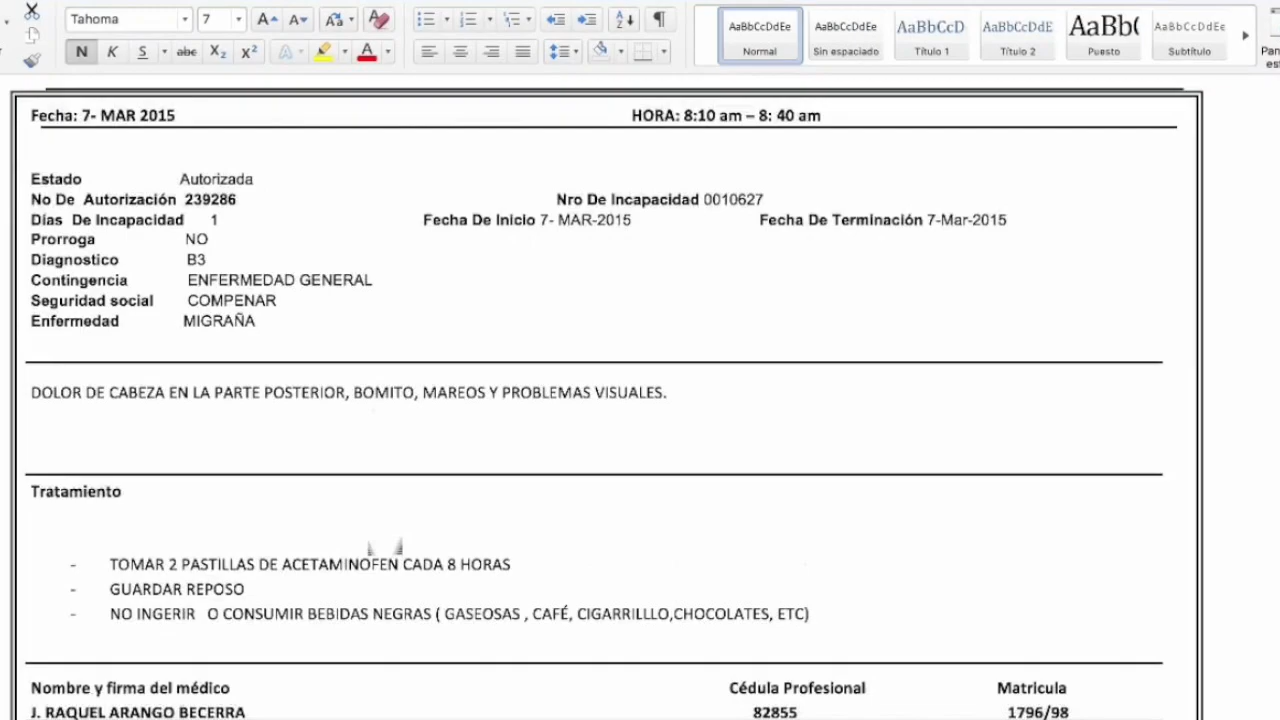 Tahoma 7
N K S abc X₂ X² A A
AaBbCcDdEe AaBbCcDdEe AaBbCcD AaBbCcDdE AaBb( AaBbCcDdEe
Normal Sin espaciado Título 1 Título 2 Puesto Subtítulo
Fecha: 7- MAR 2015 HORA: 8:10 am – 8: 40 am
Estado Autorizada
No De Autorización 239286 Nro De Incapacidad 0010627
Días De Incapacidad 1 Fecha De Inicio 7- MAR-2015 Fecha De Terminación 7-Mar-2015
Prorroga NO
Diagnostico B3
Contingencia ENFERMEDAD GENERAL
Seguridad social COMPENAR
Enfermedad MIGRAÑA
DOLOR DE CABEZA EN LA PARTE POSTERIOR, BOMITO, MAREOS Y PROBLEMAS VISUALES.
Tratamiento
- TOMAR 2 PASTILLAS DE ACETAMINOFEN CADA 8 HORAS
- GUARDAR REPOSO
- NO INGERIR O CONSUMIR BEBIDAS NEGRAS ( GASEOSAS , CAFÉ, CIGARRILLLO,CHOCOLATES, ETC)
Nombre y firma del médico Cédula Profesional Matricula
J. RAQUEL ARANGO BECERRA 82855 1796/98